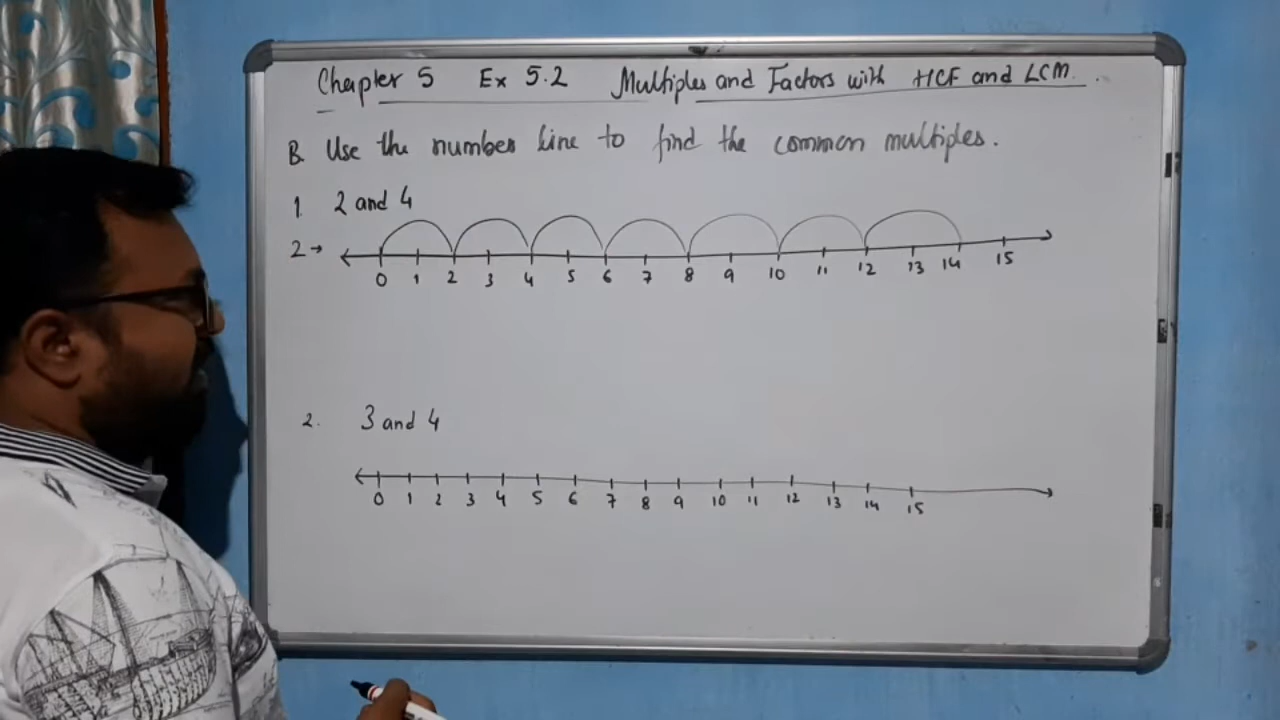 Chapter 5 Ex 5.2 Multiples and Factors with HCF and LCM.
B. Use the number line to find the common multiples.
1. 2 and 4
2→
0 1 2 3 4 5 6 7 8 9 10 11 12 13 14 15
2. 3 and 4
0 1 2 3 4 5 6 7 8 9 10 11 12 13 14 15